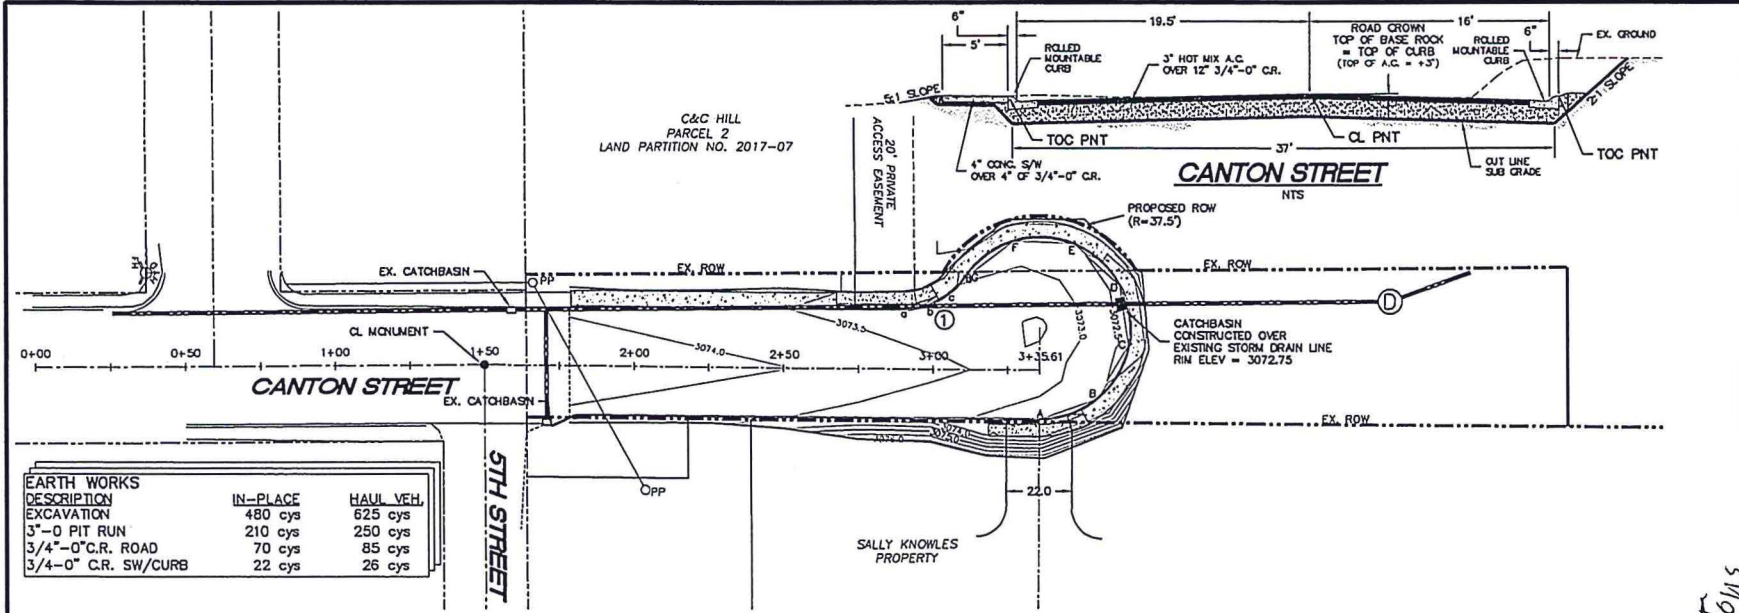 6"
19.5'
16'
5'
ROLLED
MOUNTABLE
CURB
3" HOT MIX A.C.
OVER 12" 3/4"-0" C.R.
ROAD CROWN
TOP OF BASE ROCK
= TOP OF CURB
(TOP OF A.C. = +3")
ROLLED
MOUNTABLE
CURB
6"
EX. GROUND
5:1 SLOPE
2:1 SLOPE
TOC PNT
CL PNT
TOC PNT
37'
4" CONC. S/W
OVER 4" OF 3/4"-0" C.R.
CUT LINE
SUB GRADE
CANTON STREET
NTS
C&C HILL
PARCEL 2
LAND PARTITION NO. 2017-07
20' PRIVATE
ACCESS EASEMENT
PROPOSED ROW
(R=37.5')
FH
EX. CATCHBASIN
PP
EX. ROW
EX. ROW
F
E
D
C
B
A
a
b
c
1
D
CL MONUMENT
3073.5
3074.0
3073.0
3072.5
CATCHBASIN
CONSTRUCTED OVER
EXISTING STORM DRAIN LINE
RIM ELEV = 3072.75
0+00
0+50
1+00
1+50
2+00
2+50
3+00
3+35.61
CANTON STREET
EX. CATCHBASIN
EX. ROW
5TH STREET
PP
22.0
SALLY KNOWLES
PROPERTY
EARTH WORKS
DESCRIPTION IN-PLACE HAUL VEH.
EXCAVATION 480 cys 625 cys
3"-0 PIT RUN 210 cys 250 cys
3/4"-0"C.R. ROAD 70 cys 85 cys
3/4-0" C.R. SW/CURB 22 cys 26 cys